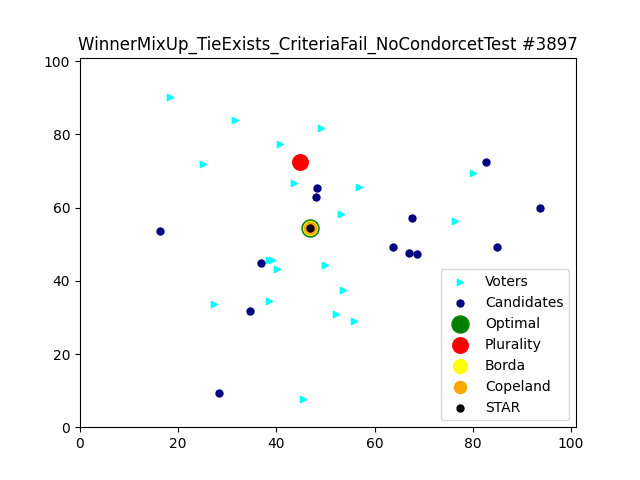 WinnerMixUp_TieExists_CriteriaFail_NoCondorcetTest #3897
100
80
60
40
20
0
0 20 40 60 80 100
Voters
Candidates
Optimal
Plurality
Borda
Copeland
STAR